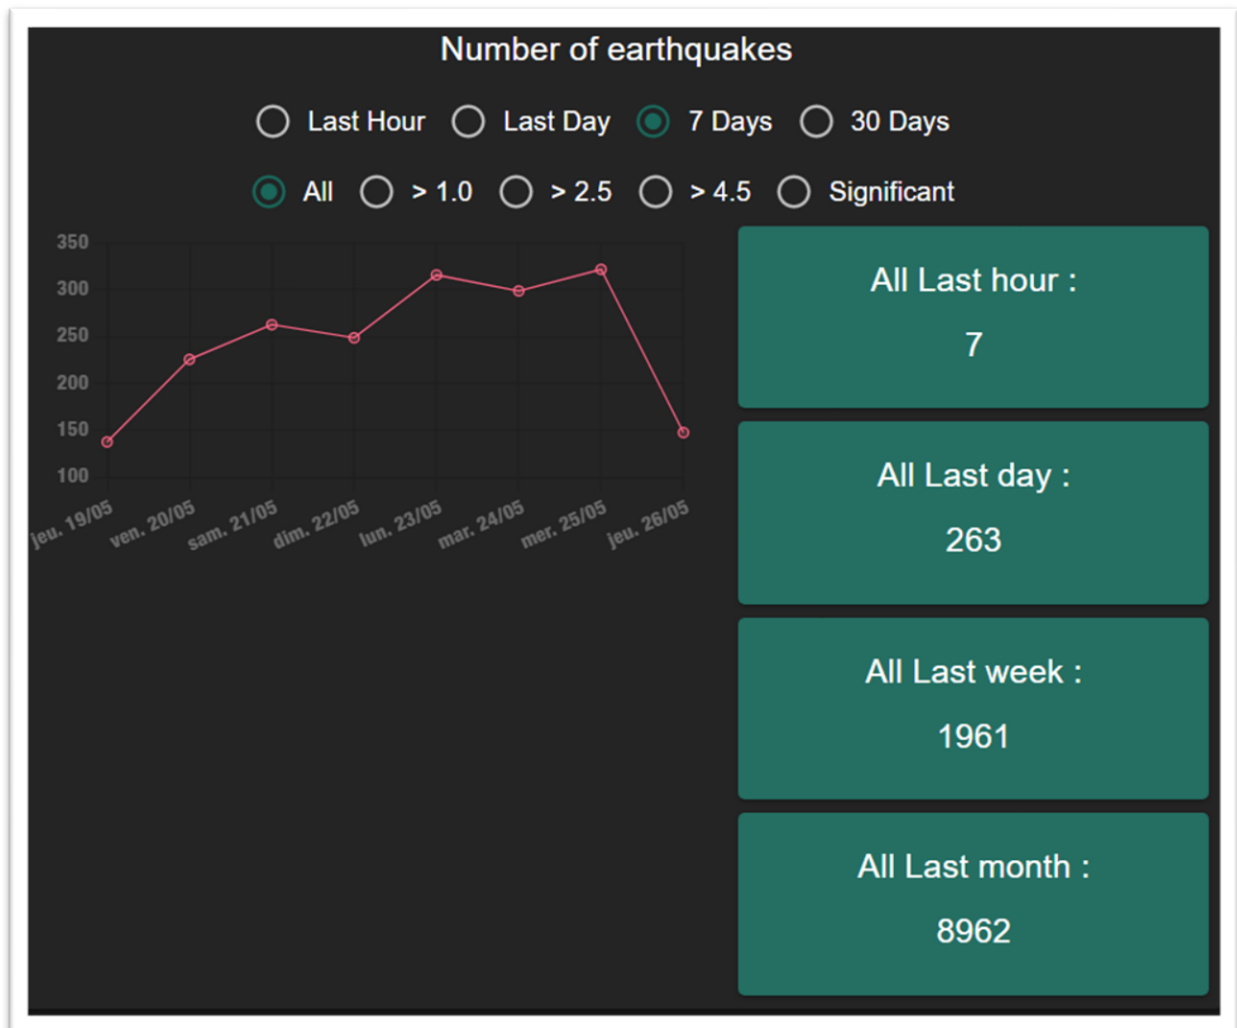 Number of earthquakes
Last Hour Last Day 7 Days 30 Days
All > 1.0 > 2.5 > 4.5 Significant
350
300
250
200
150
100
jeu. 19/05 ven. 20/05 sam. 21/05 dim. 22/05 lun. 23/05 mar. 24/05 mer. 25/05 jeu. 26/05
All Last hour :
7
All Last day :
263
All Last week :
1961
All Last month :
8962